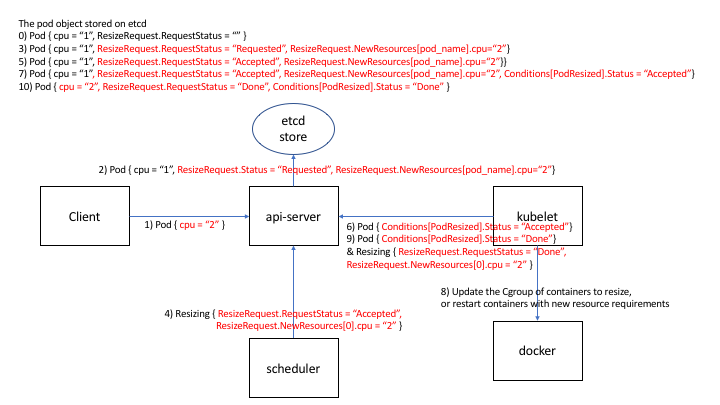 The pod object stored on etcd
0) Pod { cpu = “1”, ResizeRequest.RequestStatus = “” }
3) Pod { cpu = “1”, ResizeRequest.RequestStatus = “Requested”, ResizeRequest.NewResources[pod_name].cpu=“2”}
5) Pod { cpu = “1”, ResizeRequest.RequestStatus = “Accepted”, ResizeRequest.NewResources[pod_name].cpu=“2”}}
7) Pod { cpu = “1”, ResizeRequest.RequestStatus = “Accepted”, ResizeRequest.NewResources[pod_name].cpu=“2”, Conditions[PodResized].Status = “Accepted”}
10) Pod { cpu = “2”, ResizeRequest.RequestStatus = “Done”, Conditions[PodResized].Status = “Done” }
etcd
store
2) Pod { cpu = “1”, ResizeRequest.Status = “Requested”, ResizeRequest.NewResources[pod_name].cpu=“2”}
Client
api-server
kubelet
1) Pod { cpu = “2” }
6) Pod { Conditions[PodResized].Status = “Accepted”}
9) Pod { Conditions[PodResized].Status = “Done”}
& Resizing { ResizeRequest.RequestStatus = “Done”,
ResizeRequest.NewResources[0].cpu = “2” }
8) Update the Cgroup of containers to resize,
or restart containers with new resource requirements
4) Resizing { ResizeRequest.RequestStatus = “Accepted”,
ResizeRequest.NewResources[0].cpu = “2” }
docker
scheduler